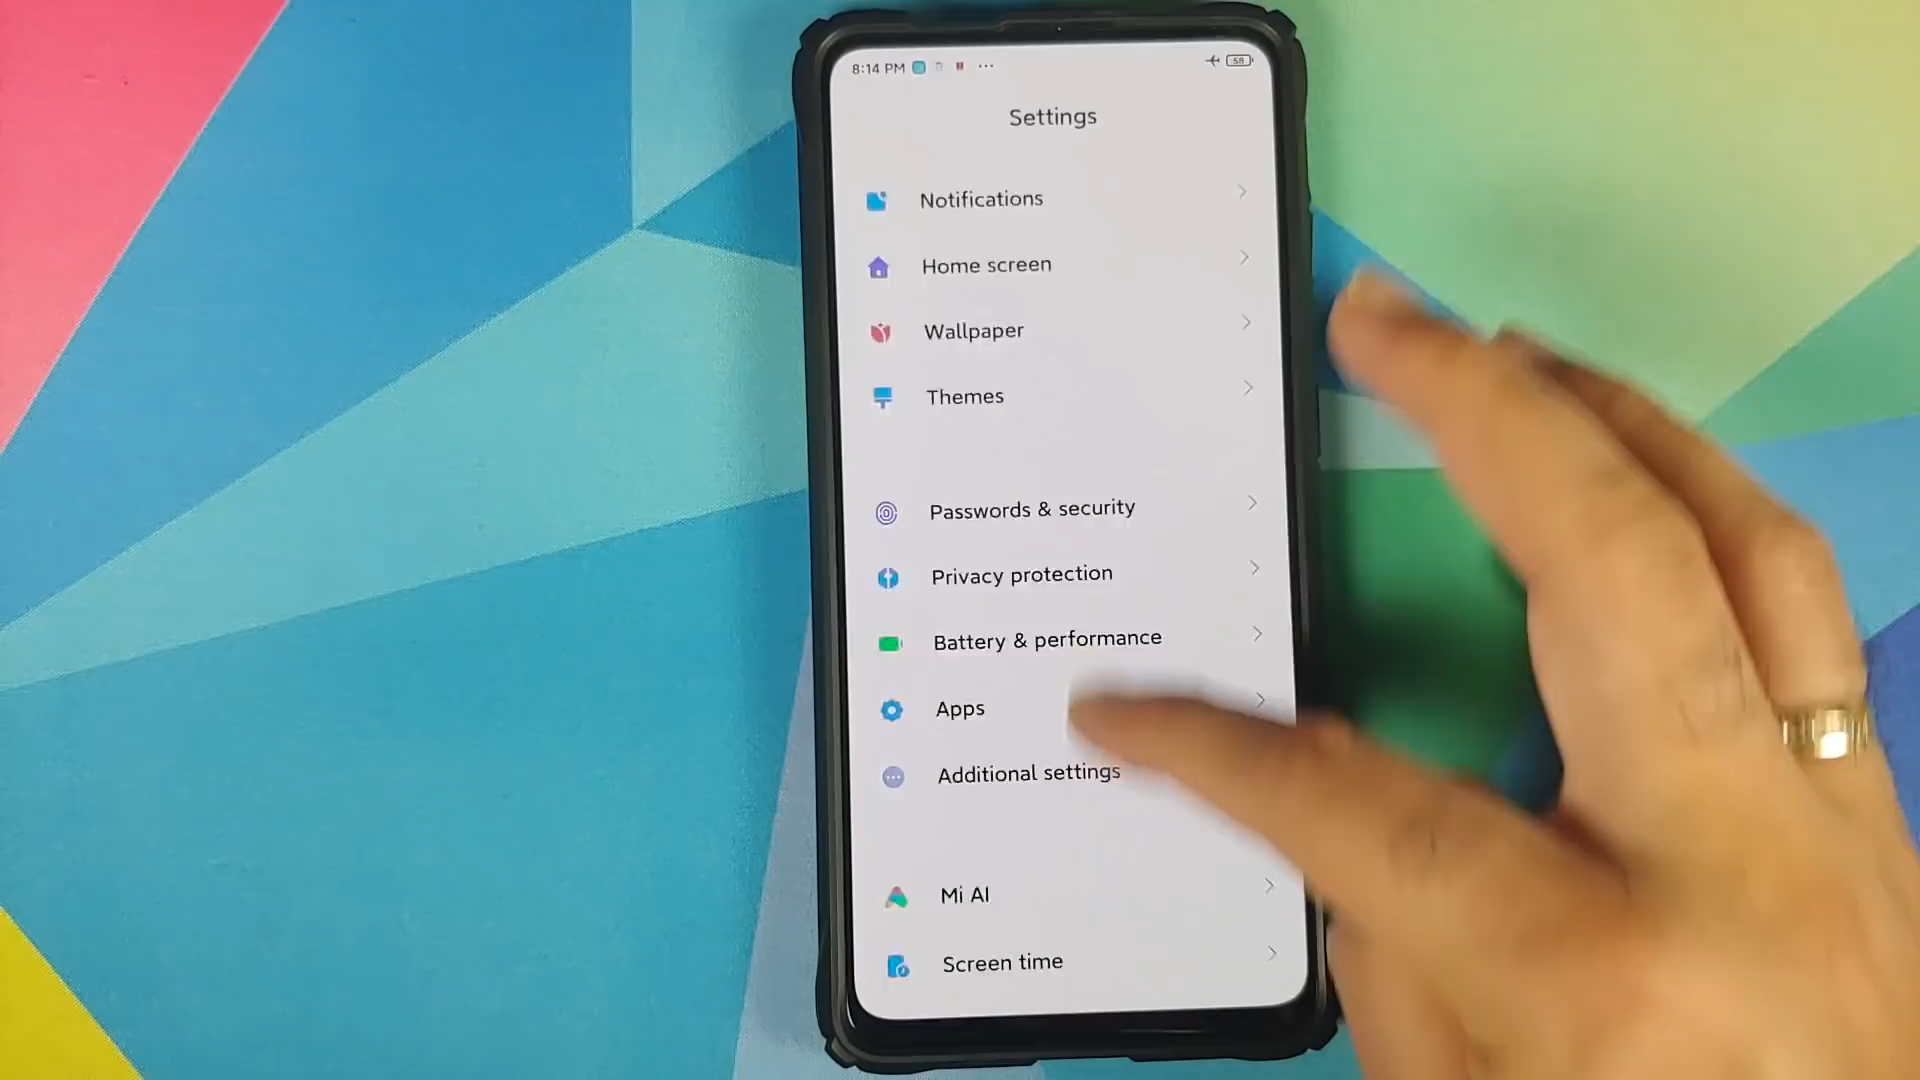 8:14 PM ··· 58
Settings
Notifications
Home screen
Wallpaper
Themes
Passwords & security
Privacy protection
Battery & performance
Apps
Additional settings
Mi AI
Screen time